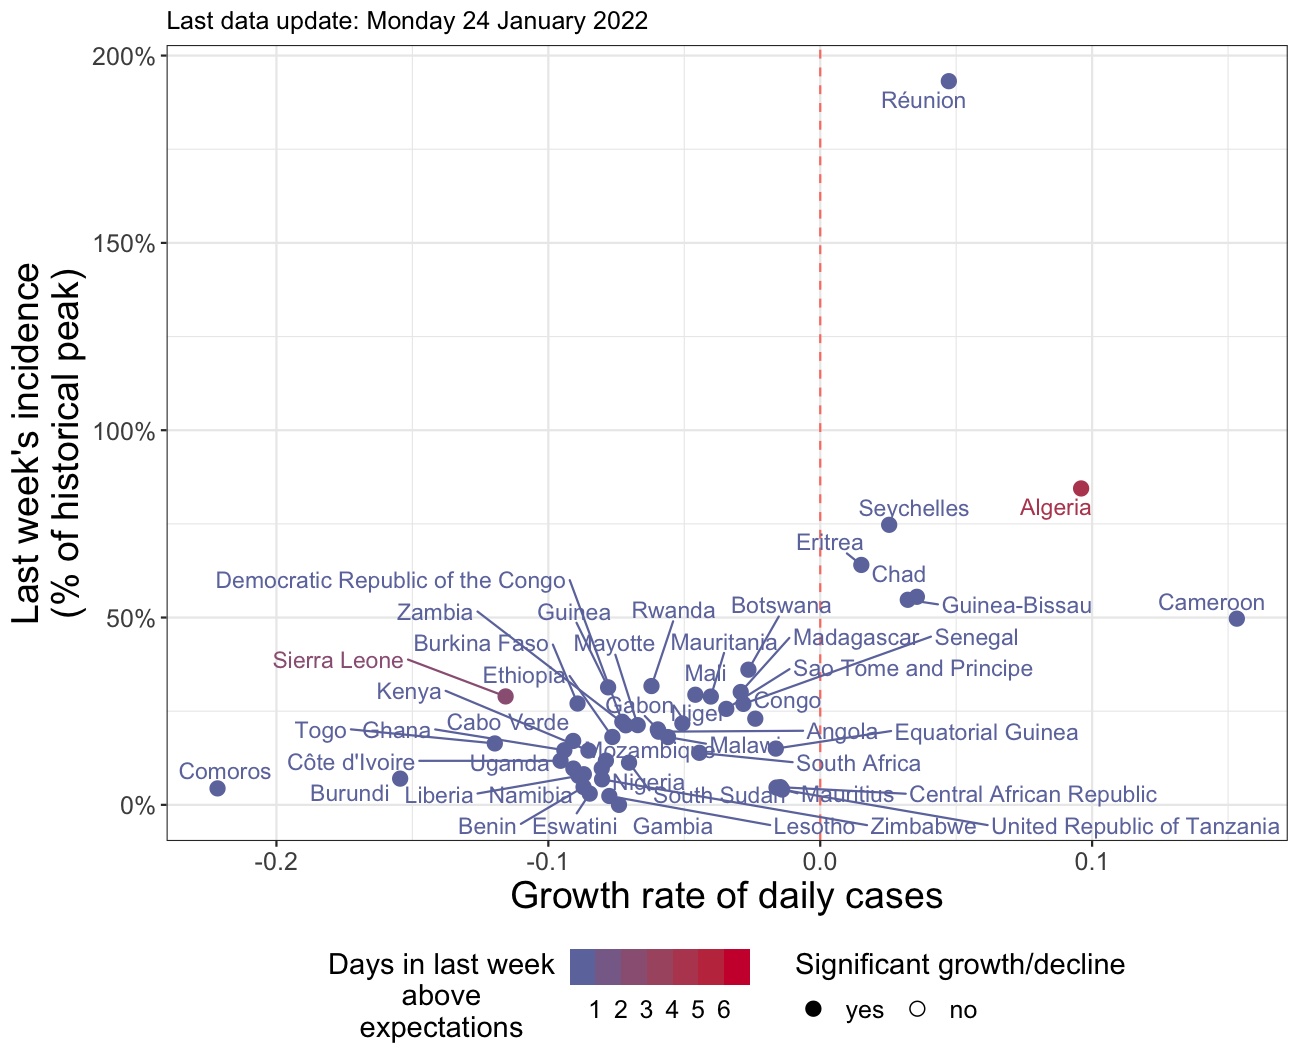 Last data update: Monday 24 January 2022
200%
Réunion
150%
Last week's incidence
(% of historical peak)
100%
Algeria
Seychelles
Eritrea
Chad
Democratic Republic of the Congo
Guinea-Bissau
Cameroon
50%
Zambia
Guinea
Rwanda
Botswana
Burkina Faso
Mayotte
Mauritania
Madagascar
Senegal
Sierra Leone
Ethiopia
Mali
Sao Tome and Principe
Kenya
Gabon
Niger
Congo
Togo
Ghana
Cabo Verde
Angola
Equatorial Guinea
Mozambique
Malawi
Côte d'Ivoire
Uganda
South Africa
Comoros
Burundi
Liberia
Namibia
Nigeria
South Sudan
Mauritius
Central African Republic
0%
Benin
Eswatini
Gambia
Lesotho
Zimbabwe
United Republic of Tanzania
-0.2
-0.1
0.0
0.1
Growth rate of daily cases
Days in last week
above
expectations
1 2 3 4 5 6
Significant growth/decline
yes
no